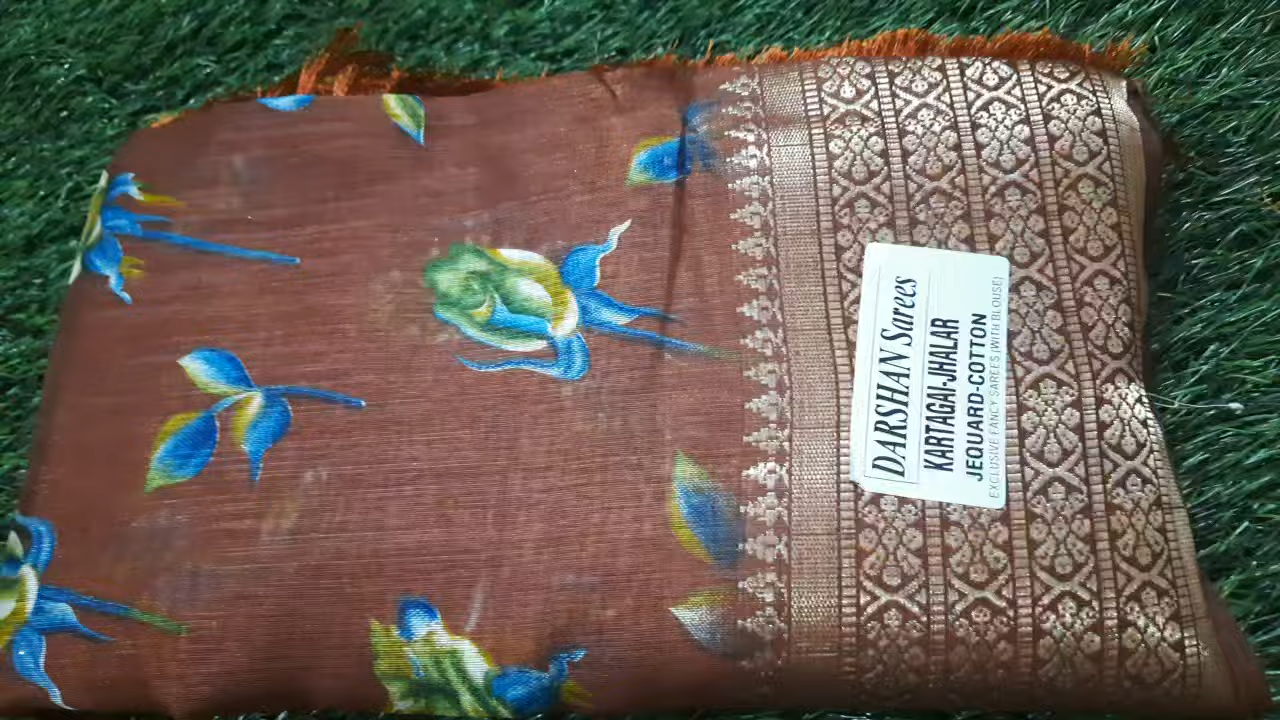 DARSHAN Sarees
KARTAGAI-JHALAR
JEQUARD-COTTON
EXCLUSIVE FANCY SAREES (WITH BLOUSE)